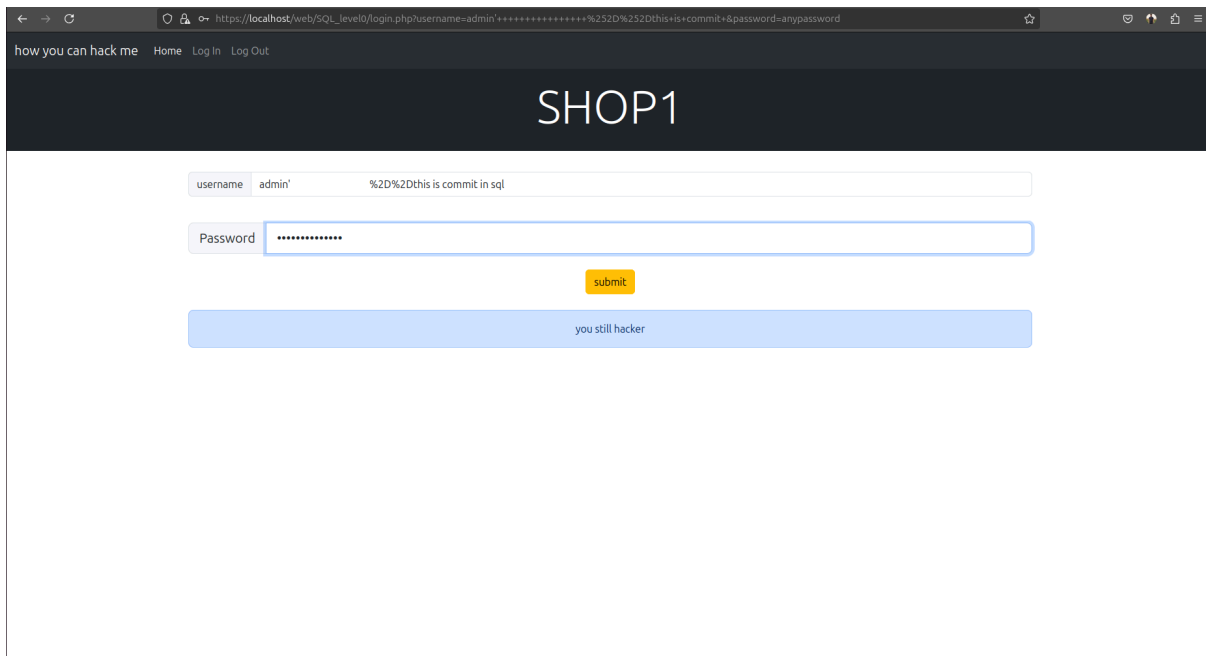 https://localhost/web/SQL_level0/login.php?username=admin'++++++++++++++++%252D%252Dthis+is+commit+&password=anypassword
how you can hack me Home Log In Log Out
SHOP1
username admin' %2D%2Dthis is commit in sql
Password ••••••••••••••
submit
you still hacker